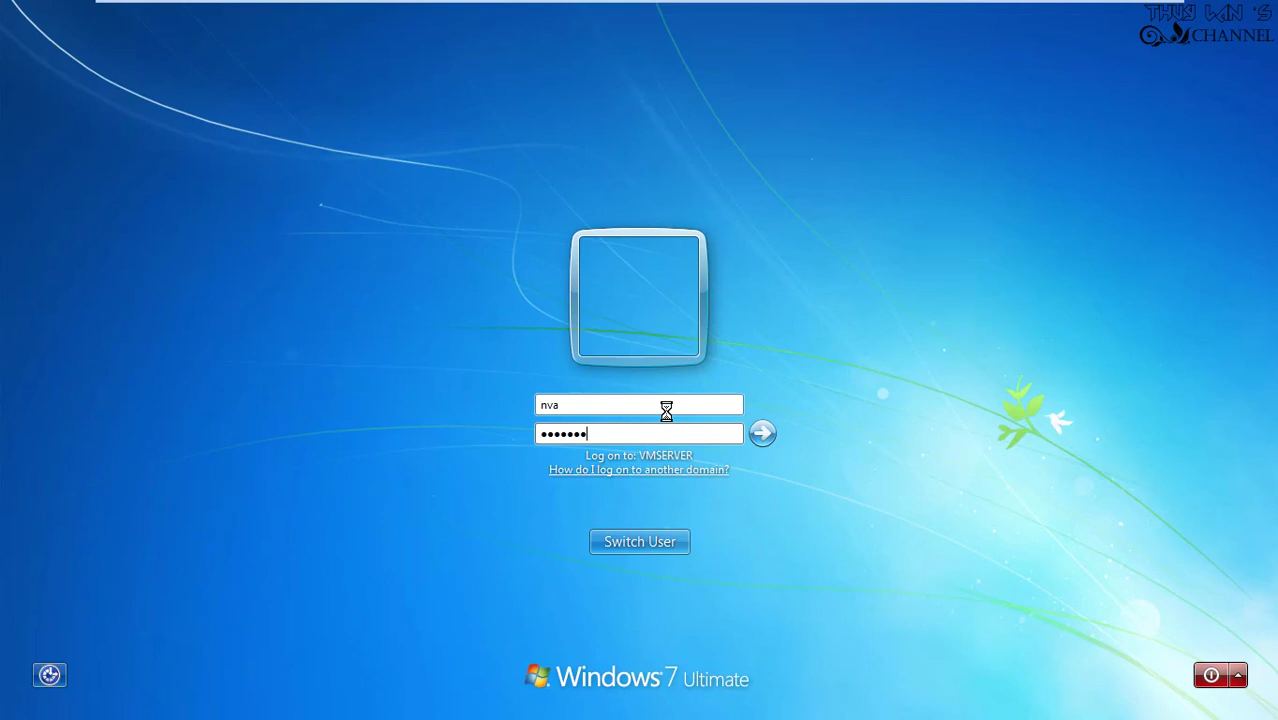 THUY WIN 'S
CHANNEL
nva
•••••••
Log on to: VMSERVER
How do I log on to another domain?
Switch User
Windows 7 Ultimate